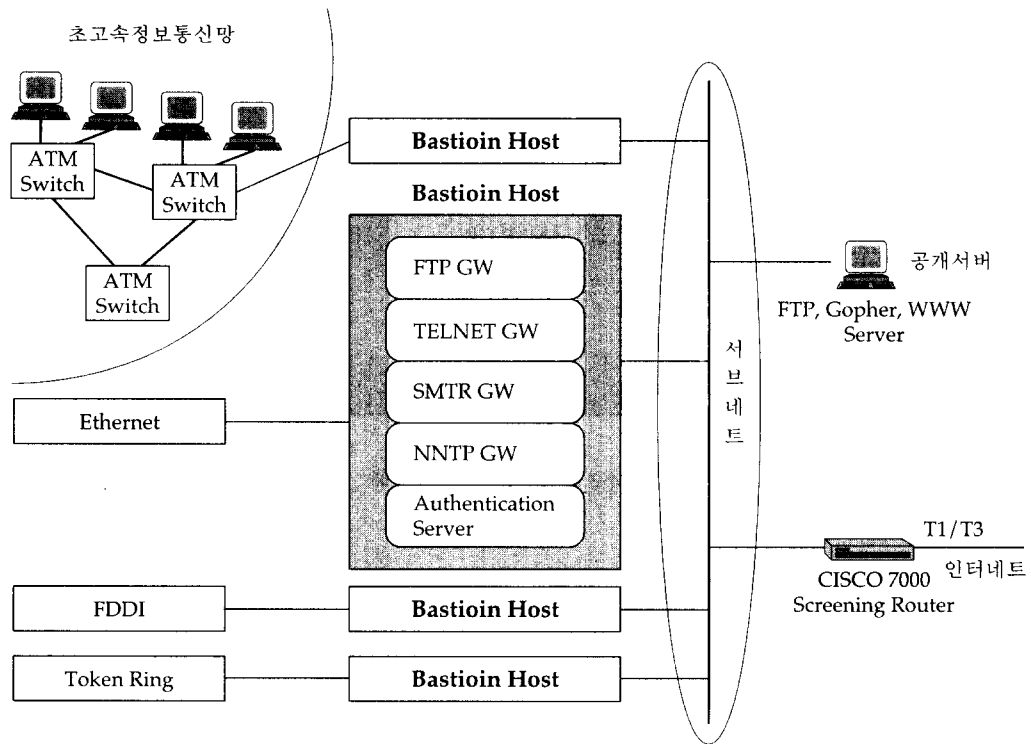 초고속정보통신망
ATM
Switch
ATM
Switch
ATM
Switch
Bastioin Host
Bastioin Host
FTP GW
TELNET GW
SMTR GW
NNTP GW
Authentication
Server
Ethernet
FDDI
Bastioin Host
Token Ring
Bastioin Host
서
브
네
트
공개서버
FTP, Gopher, WWW
Server
T1/T3
인터네트
CISCO 7000
Screening Router